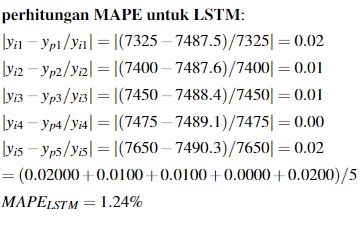 perhitungan MAPE untuk LSTM:
|y_{i1} − y_{p1}/y_{i1}| = |(7325 − 7487.5)/7325| = 0.02
|y_{i2} − y_{p2}/y_{i2}| = |(7400 − 7487.6)/7400| = 0.01
|y_{i3} − y_{p3}/y_{i3}| = |(7450 − 7488.4)/7450| = 0.01
|y_{i4} − y_{p4}/y_{i4}| = |(7475 − 7489.1)/7475| = 0.00
|y_{i5} − y_{p5}/y_{i5}| = |(7650 − 7490.3)/7650| = 0.02
= (0.02000 + 0.0100 + 0.0100 + 0.0000 + 0.0200)/5
MAPE_{LSTM} = 1.24%